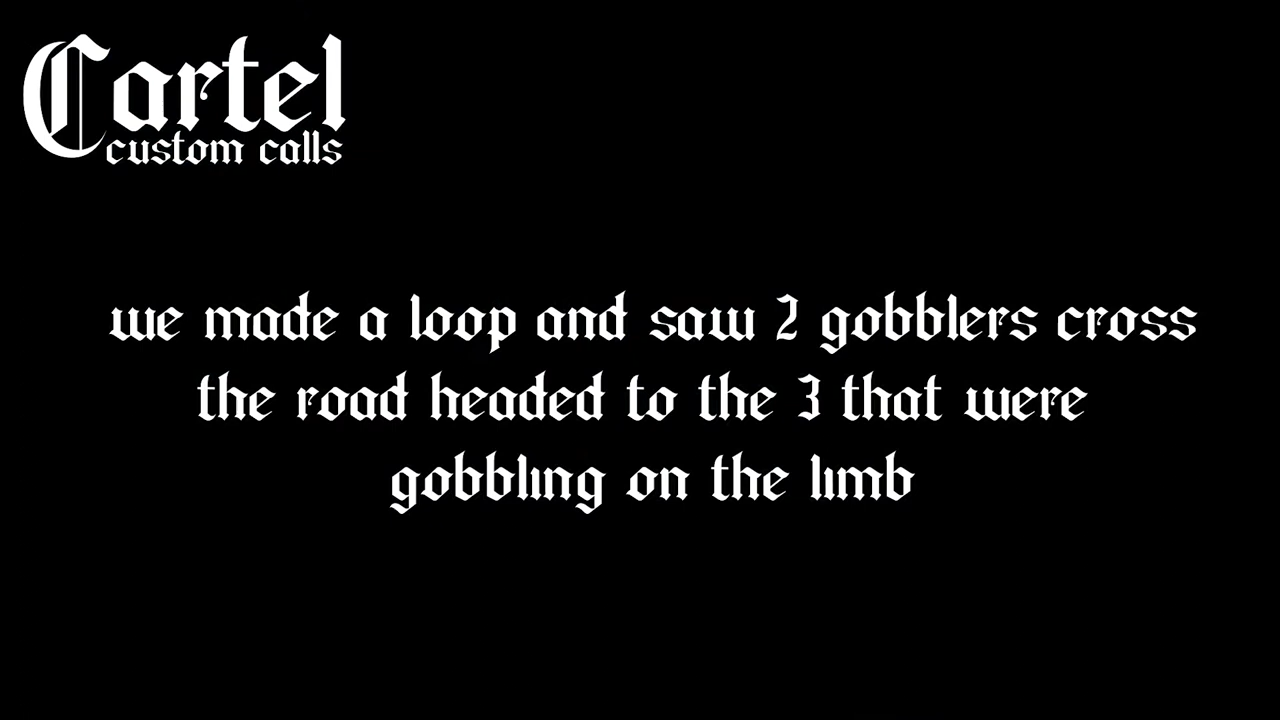 Cartel
custom calls
we made a loop and saw 2 gobblers cross
the road headed to the 3 that were
gobbling on the limb